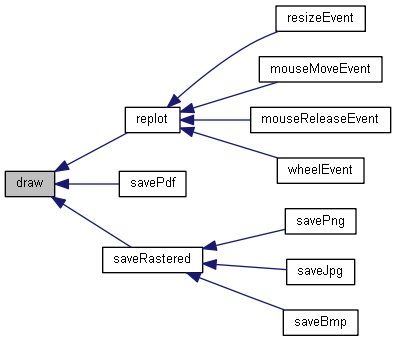 resizeEvent
mouseMoveEvent
replot
mouseReleaseEvent
wheelEvent
draw
savePdf
savePng
saveRastered
saveJpg
saveBmp